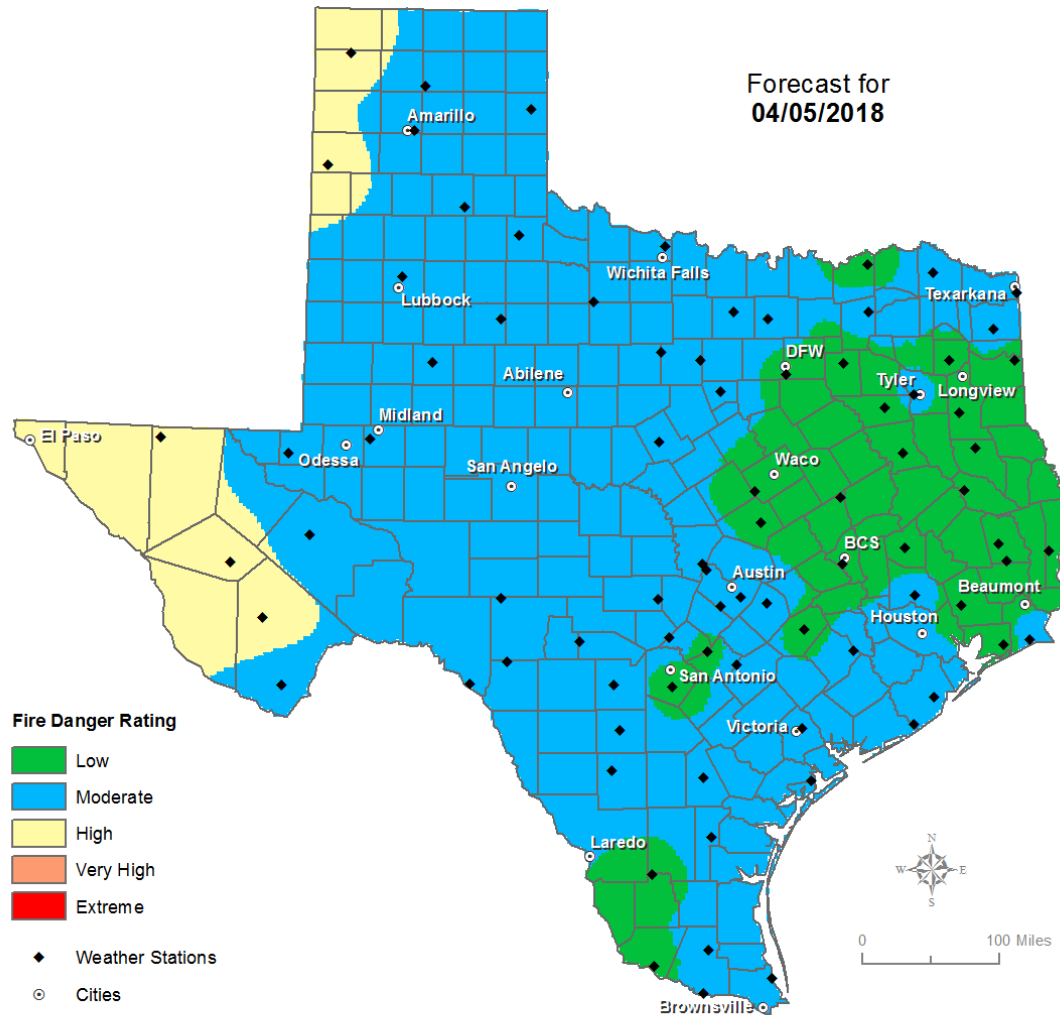 Forecast for
04/05/2018
Amarillo
Wichita Falls
Lubbock
Texarkana
DFW
Abilene
Tyler
Longview
Midland
El Paso
Odessa
San Angelo
Waco
BCS
Austin
Beaumont
Houston
San Antonio
Victoria
Laredo
Brownsville
Fire Danger Rating
Low
Moderate
High
Very High
Extreme
Weather Stations
Cities
N
W E
S
0 100 Miles